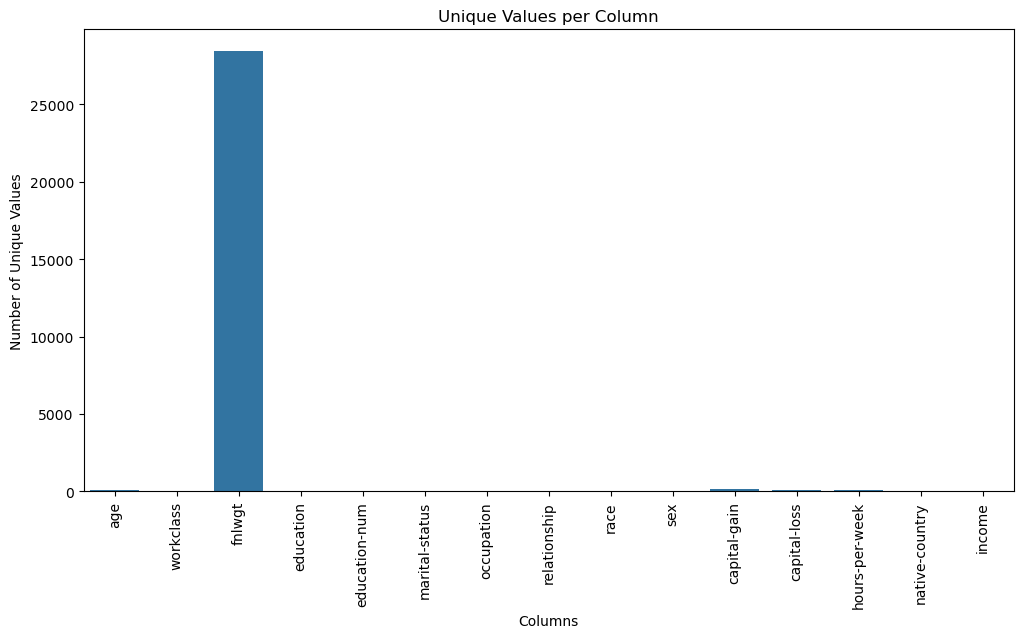 Unique Values per Column
Number of Unique Values
25000
20000
15000
10000
5000
0
age
workclass
fnlwgt
education
education-num
marital-status
occupation
relationship
race
sex
capital-gain
capital-loss
hours-per-week
native-country
income
Columns